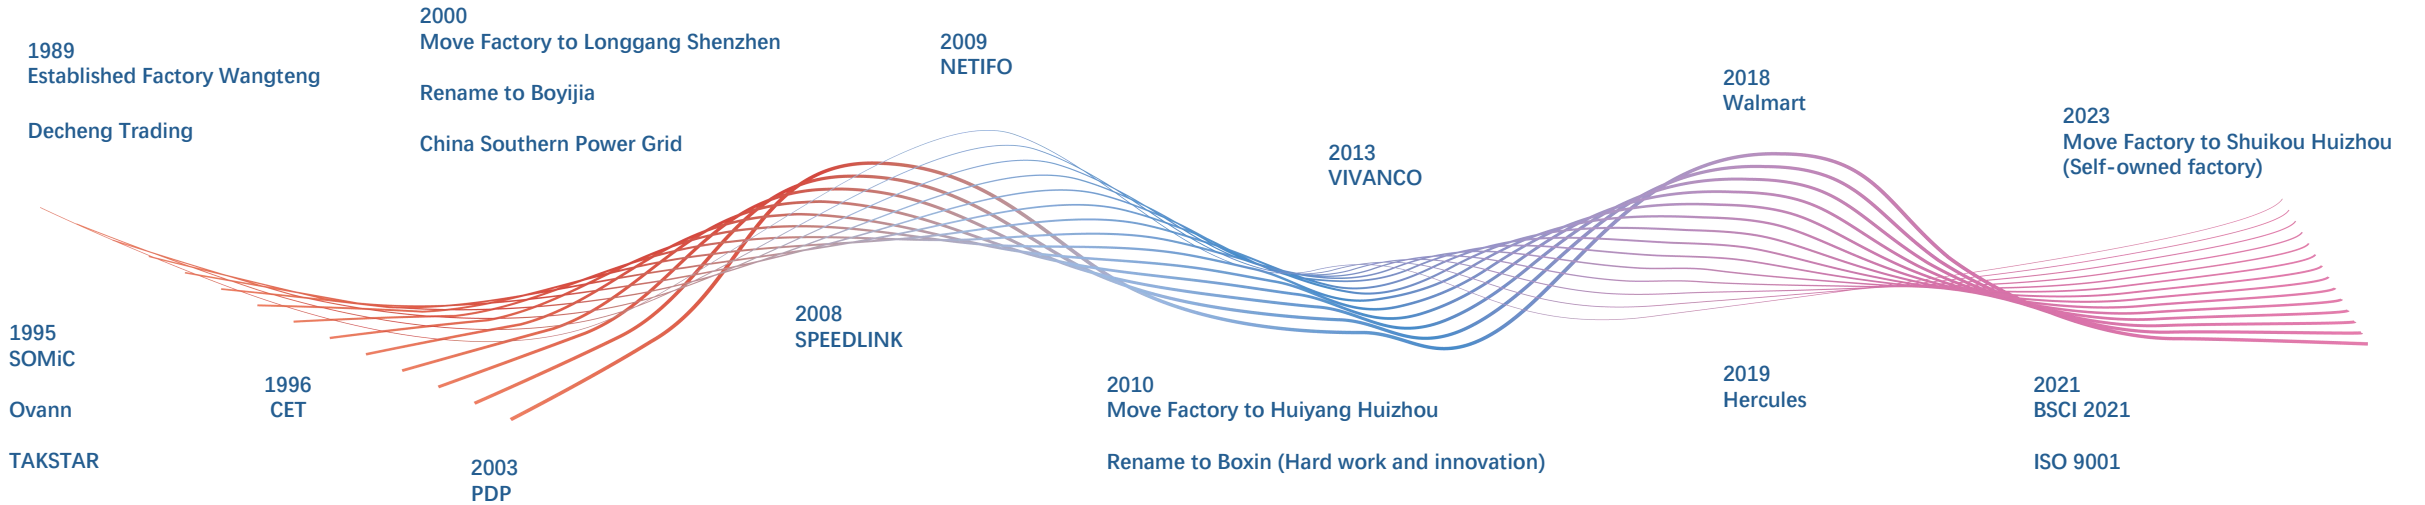 1989
Established Factory Wangteng
Decheng Trading
1995
SOMiC
Ovann
TAKSTAR
1996
CET
2000
Move Factory to Longgang Shenzhen
Rename to Boyijia
China Southern Power Grid
2003
PDP
2008
SPEEDLINK
2009
NETIFO
2010
Move Factory to Huiyang Huizhou
Rename to Boxin (Hard work and innovation)
2013
VIVANCO
2018
Walmart
2019
Hercules
2021
BSCI 2021
ISO 9001
2023
Move Factory to Shuikou Huizhou
(Self-owned factory)